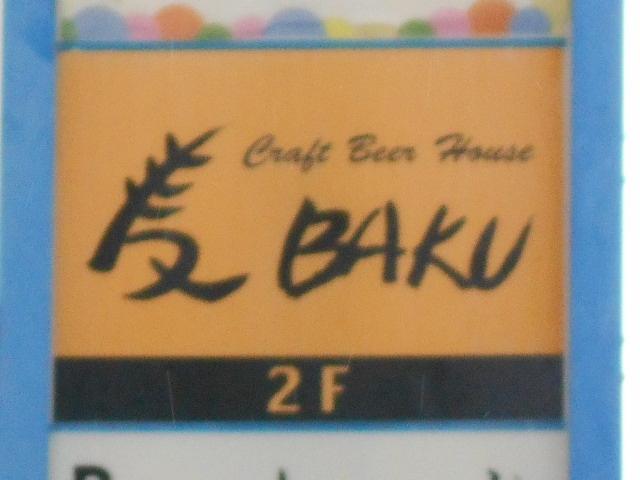 Craft Beer House
麦 BAKU
2F